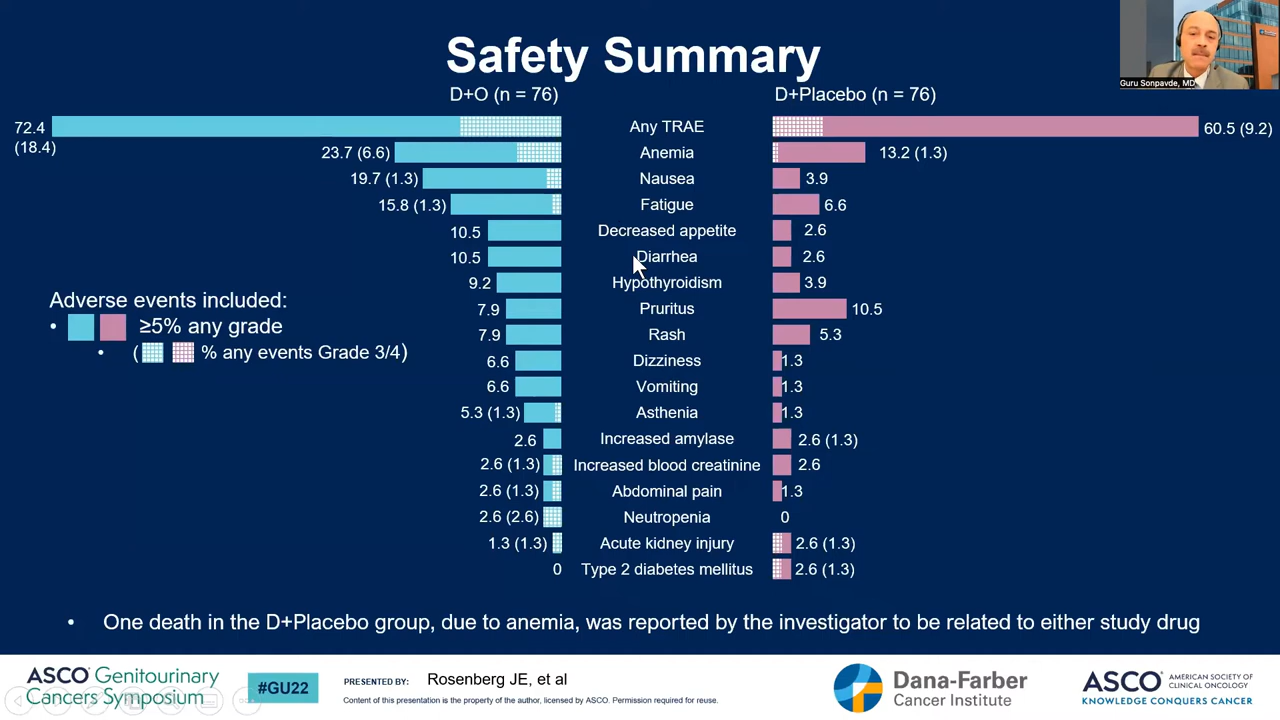 Safety Summary
Guru Sonpavde, MD
D+O (n = 76)
D+Placebo (n = 76)
72.4
(18.4)
Any TRAE
60.5 (9.2)
23.7 (6.6)
Anemia
13.2 (1.3)
19.7 (1.3)
Nausea
3.9
15.8 (1.3)
Fatigue
6.6
10.5
Decreased appetite
2.6
10.5
Diarrhea
2.6
9.2
Hypothyroidism
3.9
7.9
Pruritus
10.5
7.9
Rash
5.3
6.6
Dizziness
1.3
6.6
Vomiting
1.3
5.3 (1.3)
Asthenia
1.3
2.6
Increased amylase
2.6 (1.3)
2.6 (1.3)
Increased blood creatinine
2.6
2.6 (1.3)
Abdominal pain
1.3
2.6 (2.6)
Neutropenia
0
1.3 (1.3)
Acute kidney injury
2.6 (1.3)
0
Type 2 diabetes mellitus
2.6 (1.3)
Adverse events included:
• ≥5% any grade
• ( % any events Grade 3/4)
• One death in the D+Placebo group, due to anemia, was reported by the investigator to be related to either study drug
ASCO Genitourinary
Cancers Symposium
#GU22
PRESENTED BY: Rosenberg JE, et al
Content of this presentation is the property of the author, licensed by ASCO. Permission required for reuse.
Dana-Farber
Cancer Institute
ASCO
AMERICAN SOCIETY OF
CLINICAL ONCOLOGY
KNOWLEDGE CONQUERS CANCER